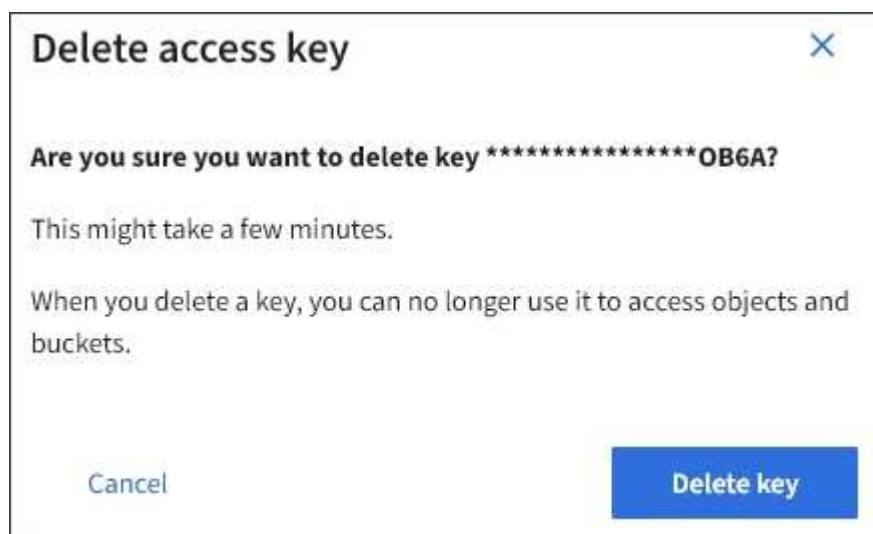 Delete access key
Are you sure you want to delete key ****************OB6A?
This might take a few minutes.
When you delete a key, you can no longer use it to access objects and
buckets.
Cancel
Delete key